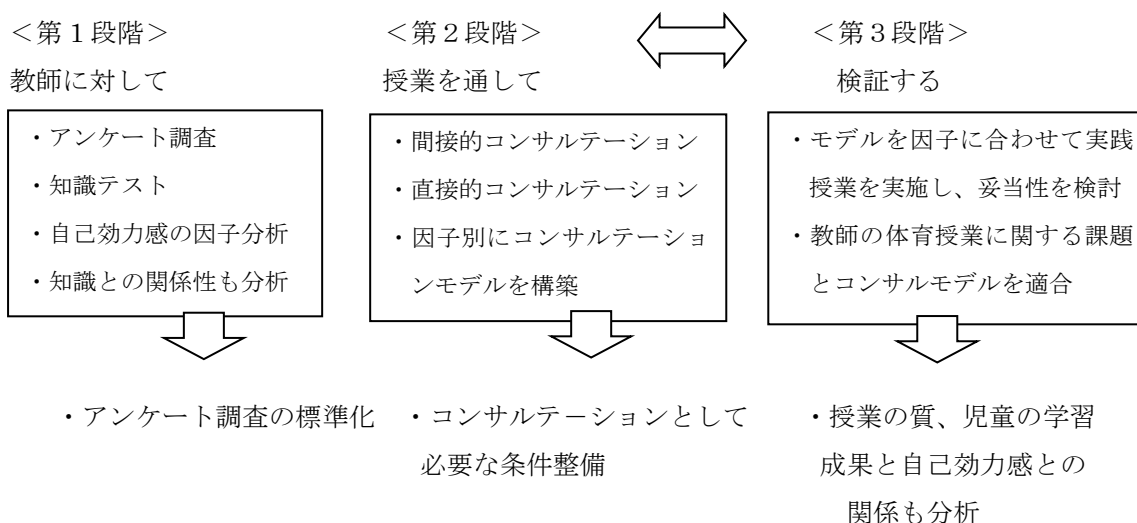 <第1段階>
教師に対して
・アンケート調査
・知識テスト
・自己効力感の因子分析
・知識との関係性も分析
・アンケート調査の標準化
<第2段階>
授業を通して
・間接的コンサルテーション
・直接的コンサルテーション
・因子別にコンサルテーショ
ンモデルを構築
・コンサルテーションとして
必要な条件整備
<第3段階>
検証する
・モデルを因子に合わせて実践
授業を実施し、妥当性を検討
・教師の体育授業に関する課題
とコンサルモデルを適合
・授業の質、児童の学習
成果と自己効力感との
関係も分析